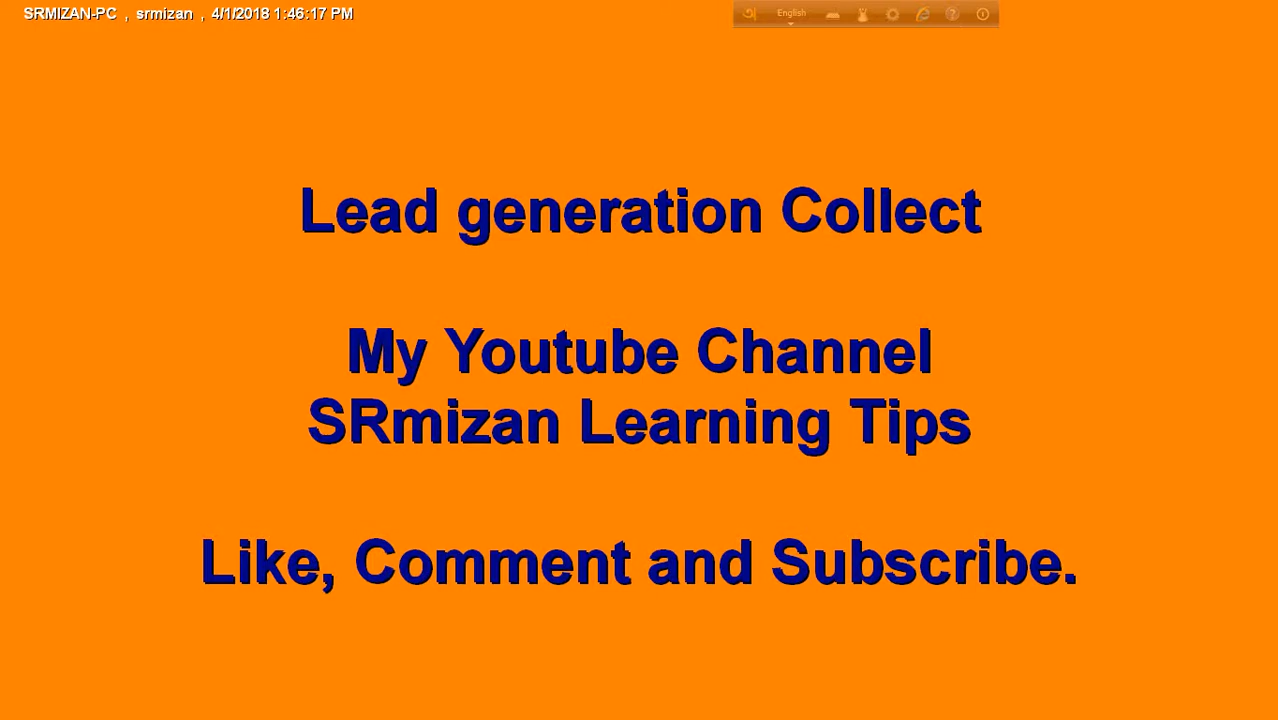 SRMIZAN-PC , srmizan , 4/1/2018 1:46:17 PM
অ English
Lead generation Collect
My Youtube Channel
SRmizan Learning Tips
Like, Comment and Subscribe.